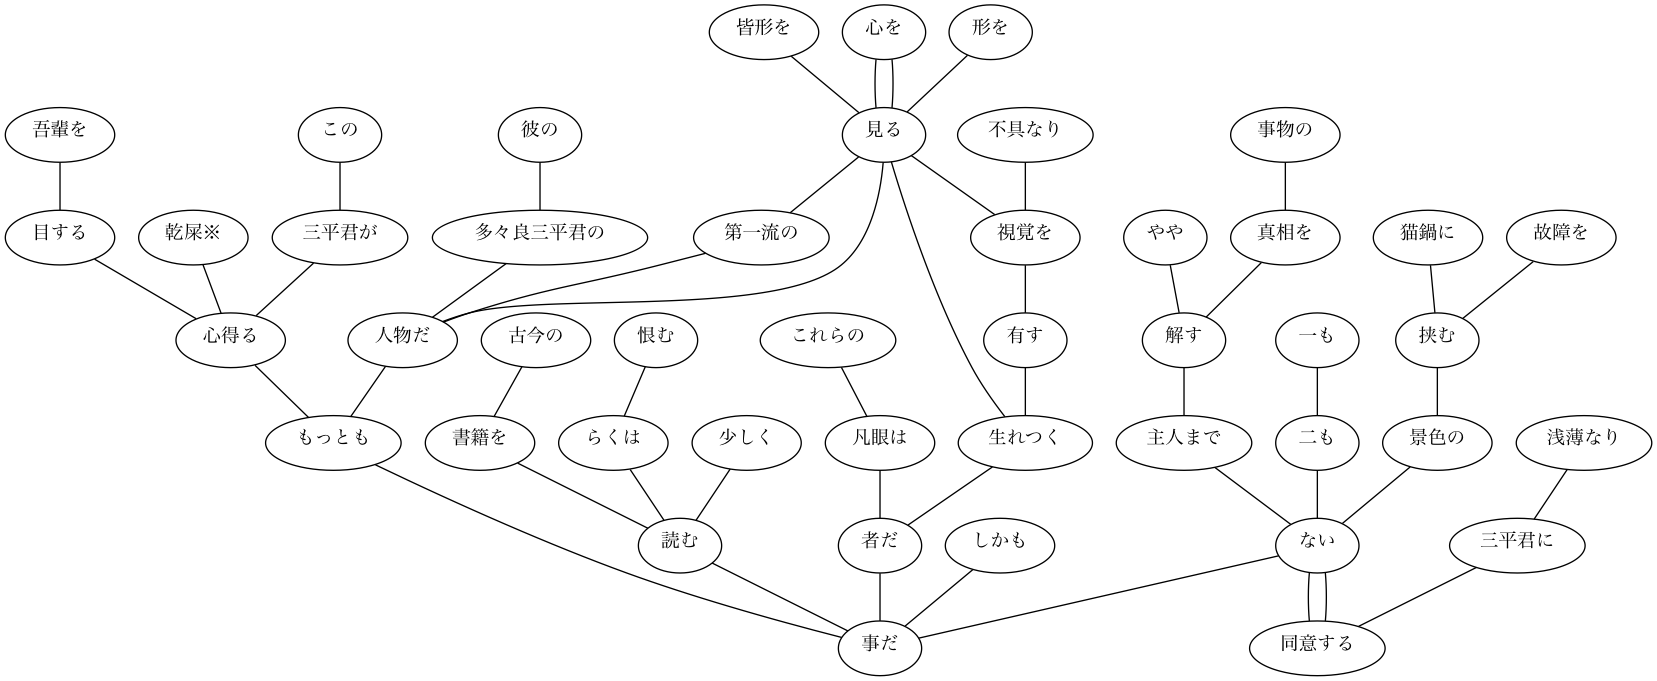 皆形を
心を
形を
吾輩を
この
彼の
見る
不具なり
事物の
目する
乾屎※
三平君が
多々良三平君の
第一流の
視覚を
やや
真相を
猫鍋に
故障を
心得る
人物だ
古今の
恨む
これらの
有す
解す
一も
挟む
もっとも
書籍を
らくは
少しく
凡眼は
生れつく
主人まで
二も
景色の
浅薄なり
読む
者だ
しかも
ない
三平君に
事だ
同意する